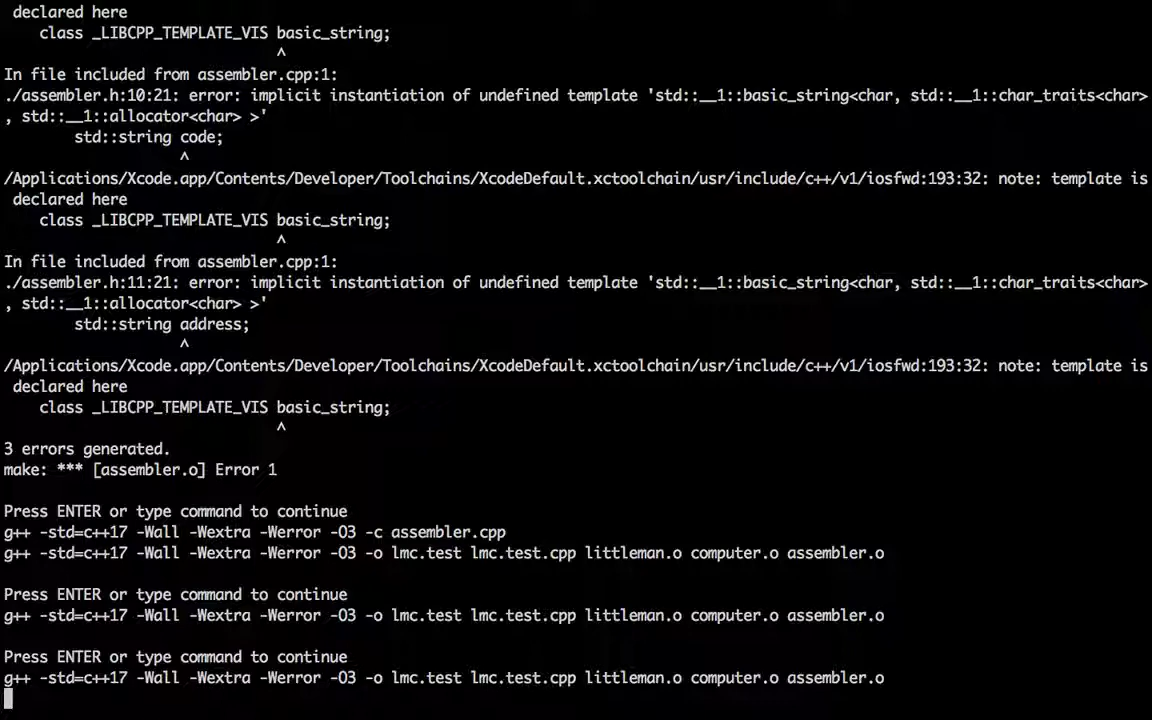 declared here
    class _LIBCPP_TEMPLATE_VIS basic_string;
                               ^
In file included from assembler.cpp:1:
./assembler.h:10:21: error: implicit instantiation of undefined template 'std::__1::basic_string<char, std::__1::char_traits<char>
, std::__1::allocator<char> >'
        std::string code;
                    ^
/Applications/Xcode.app/Contents/Developer/Toolchains/XcodeDefault.xctoolchain/usr/include/c++/v1/iosfwd:193:32: note: template is
 declared here
    class _LIBCPP_TEMPLATE_VIS basic_string;
                               ^
In file included from assembler.cpp:1:
./assembler.h:11:21: error: implicit instantiation of undefined template 'std::__1::basic_string<char, std::__1::char_traits<char>
, std::__1::allocator<char> >'
        std::string address;
                    ^
/Applications/Xcode.app/Contents/Developer/Toolchains/XcodeDefault.xctoolchain/usr/include/c++/v1/iosfwd:193:32: note: template is
 declared here
    class _LIBCPP_TEMPLATE_VIS basic_string;
                               ^
3 errors generated.
make: *** [assembler.o] Error 1

Press ENTER or type command to continue
g++ -std=c++17 -Wall -Wextra -Werror -O3 -c assembler.cpp
g++ -std=c++17 -Wall -Wextra -Werror -O3 -o lmc.test lmc.test.cpp littleman.o computer.o assembler.o

Press ENTER or type command to continue
g++ -std=c++17 -Wall -Wextra -Werror -O3 -o lmc.test lmc.test.cpp littleman.o computer.o assembler.o

Press ENTER or type command to continue
g++ -std=c++17 -Wall -Wextra -Werror -O3 -o lmc.test lmc.test.cpp littleman.o computer.o assembler.o